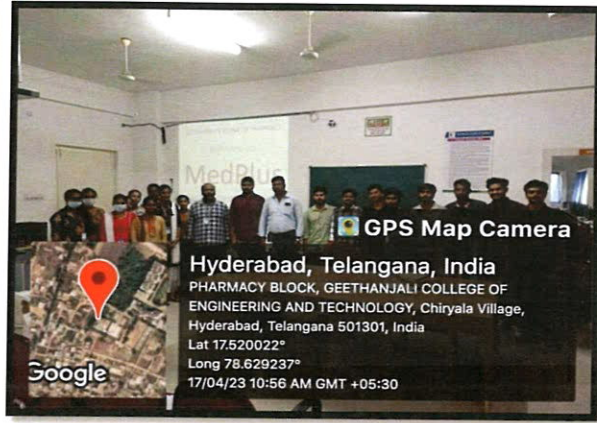 MedPlus
GPS Map Camera
Hyderabad, Telangana, India
PHARMACY BLOCK, GEETHANJALI COLLEGE OF
ENGINEERING AND TECHNOLOGY, Chiryala Village,
Hyderabad, Telangana 501301, India
Lat 17.520022°
Long 78.629237°
17/04/23 10:56 AM GMT +05:30
Google